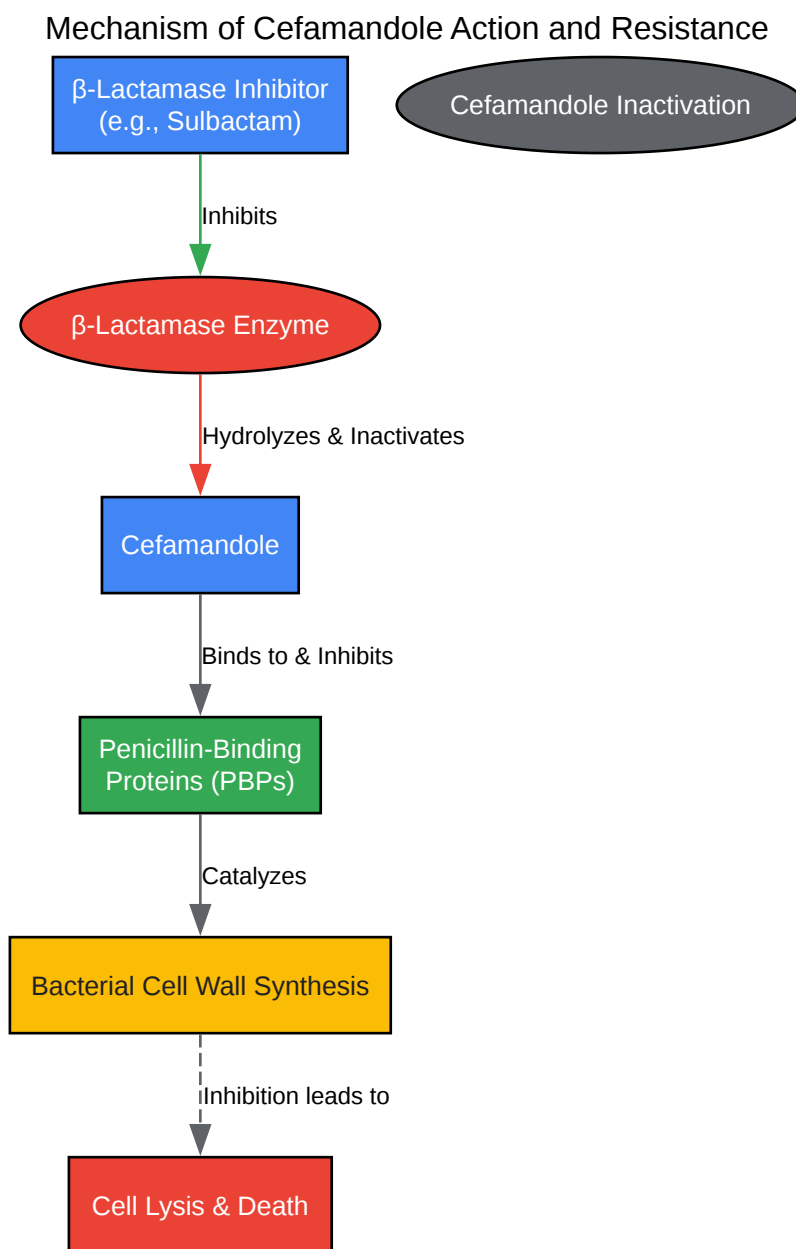 Mechanism of Cefamandole Action and Resistance
β-Lactamase Inhibitor
(e.g., Sulbactam)
Cefamandole Inactivation
Inhibits
β-Lactamase Enzyme
Hydrolyzes & Inactivates
Cefamandole
Binds to & Inhibits
Penicillin-Binding
Proteins (PBPs)
Catalyzes
Bacterial Cell Wall Synthesis
Inhibition leads to
Cell Lysis & Death